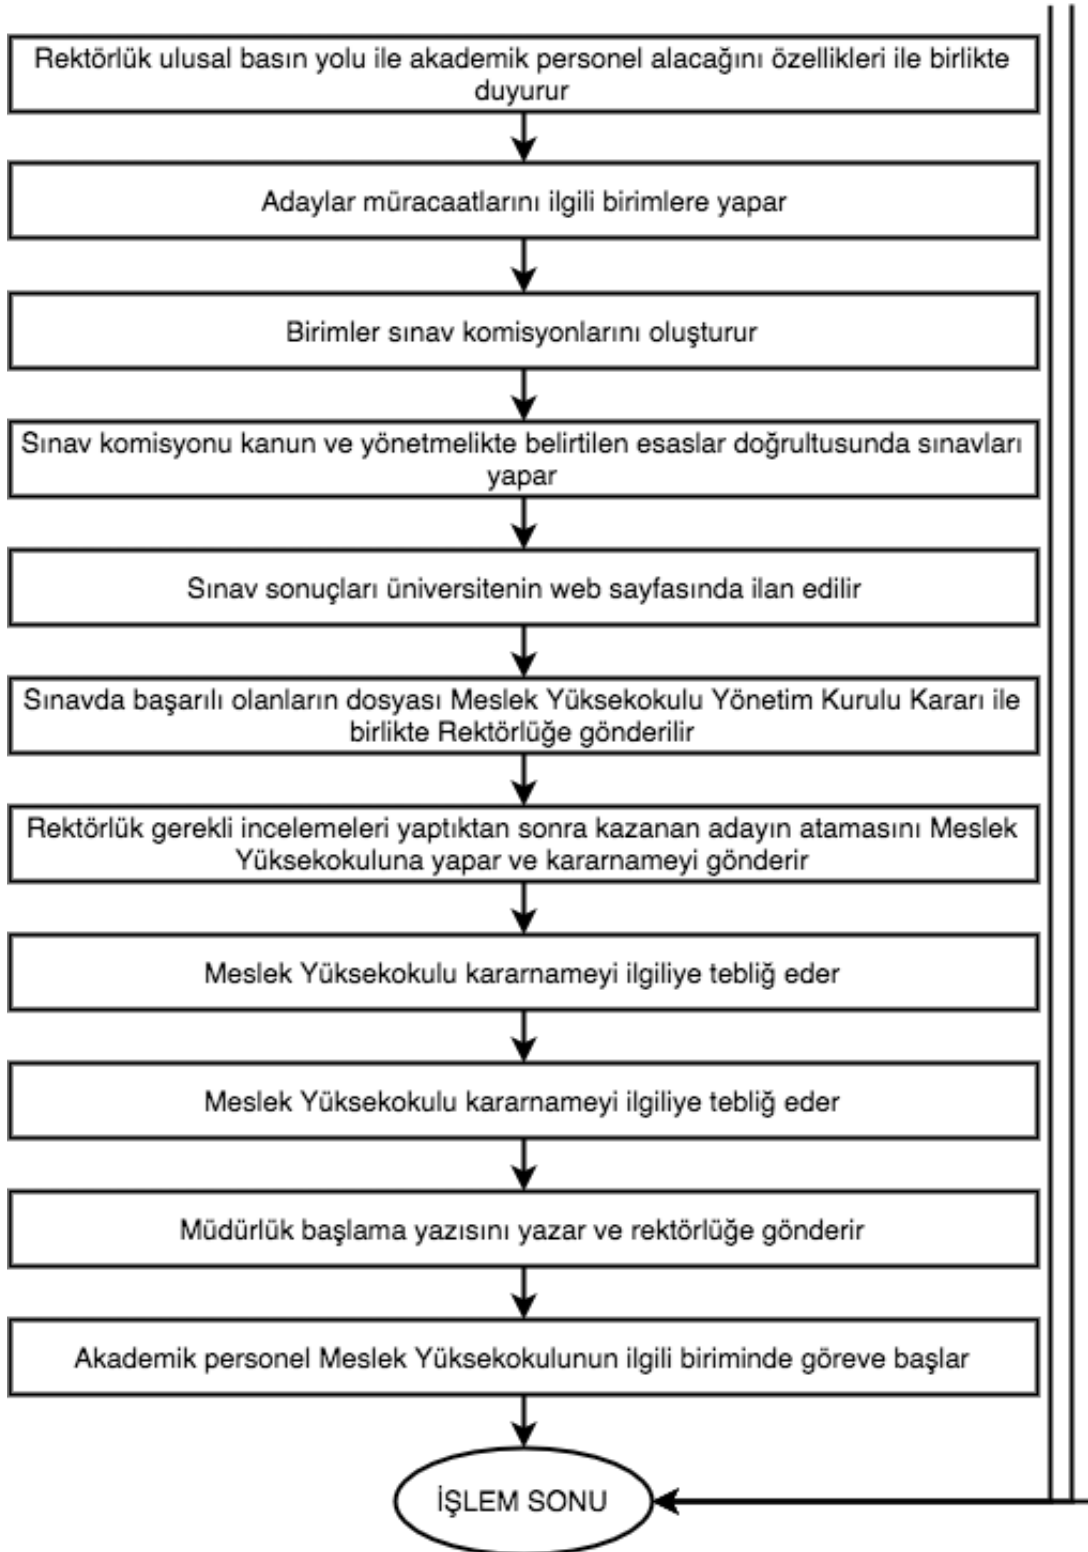 Rektörlük ulusal basın yolu ile akademik personel alacağını özellikleri ile birlikte
duyurur
Adaylar müracaatlarını ilgili birimlere yapar
Birimler sınav komisyonlarını oluşturur
Sınav komisyonu kanun ve yönetmelikte belirtilen esaslar doğrultusunda sınavları
yapar
Sınav sonuçları üniversitenin web sayfasında ilan edilir
Sınavda başarılı olanların dosyası Meslek Yüksekokulu Yönetim Kurulu Kararı ile
birlikte Rektörlüğe gönderilir
Rektörlük gerekli incelemeleri yaptıktan sonra kazanan adayın atamasını Meslek
Yüksekokuluna yapar ve kararnameyi gönderir
Meslek Yüksekokulu kararnameyi ilgiliye tebliğ eder
Meslek Yüksekokulu kararnameyi ilgiliye tebliğ eder
Müdürlük başlama yazısını yazar ve rektörlüğe gönderir
Akademik personel Meslek Yüksekokulunun ilgili biriminde göreve başlar
İŞLEM SONU